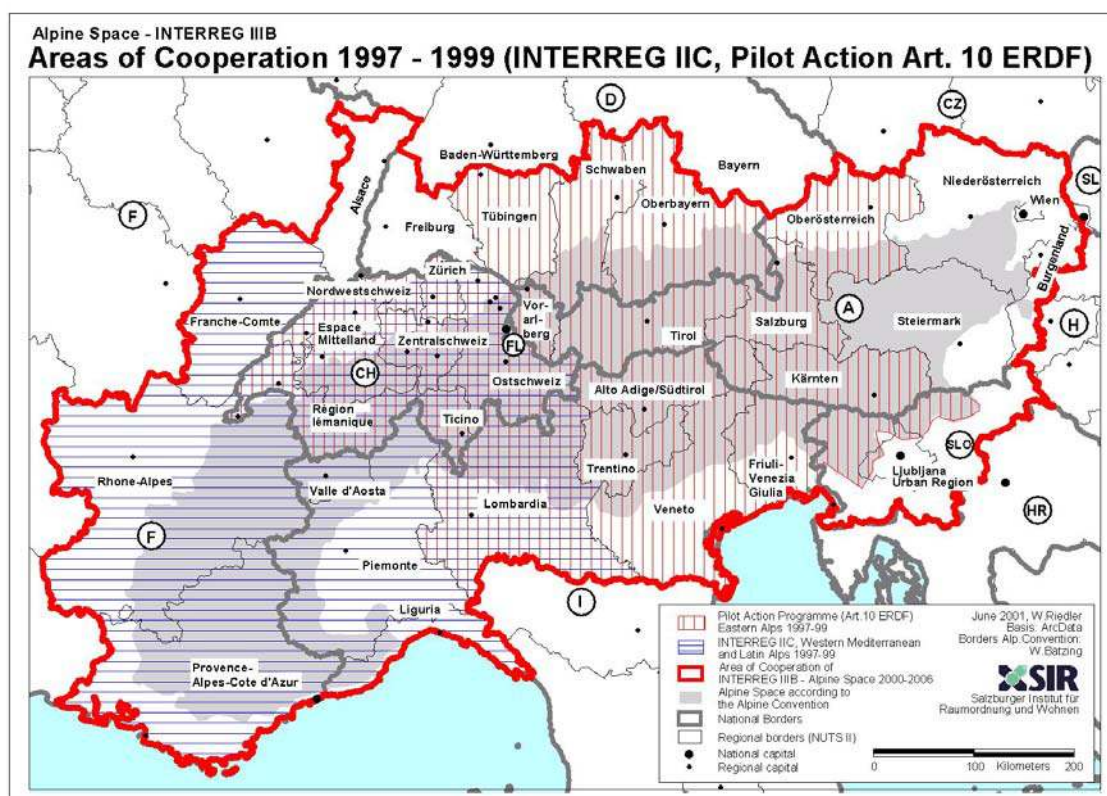 Alpine Space - INTERREG IIIB
Areas of Cooperation 1997 - 1999 (INTERREG IIC, Pilot Action Art. 10 ERDF)
D
CZ
Baden-Württemberg
Schwaben
Bayern
Niederösterreich
SL
F
Alsace
Tübingen
Oberbayern
Oberösterreich
Wien
Freiburg
Burgenland
Zürich
Nordwestschweiz
Franche-Comte
Espace
Mittelland
Zentralschweiz
FL
Vor-
arl-
berg
Tirol
Salzburg
A
Steiermark
H
CH
Ostschweiz
Alto Adige/Südtirol
Kärnten
Région
lémanique
Ticino
SLO
Rhone-Alpes
Valle d'Aosta
Trentino
Friuli-
Venezia
Giulia
Ljubljana
Urban Region
Lombardia
Veneto
HR
F
Piemonte
I
Liguria
Provence-
Alpes-Cote d'Azur
Pilot Action Programme (Art.10 ERDF)
Eastern Alps 1997-99
INTERREG IIC, Western Mediterranean
and Latin Alps 1997-99
Area of Cooperation of
INTERREG IIIB - Alpine Space 2000-2006
Alpine Space according to
the Alpine Convention
National Borders
Regional borders (NUTS II)
National capital
Regional capital
June 2001, W.Riedler
Basis: ArcData
Borders Alp.Convention:
W.Bätzing
SIR
Salzburger Institut für
Raumordnung und Wohnen
0 100 Kilometers 200